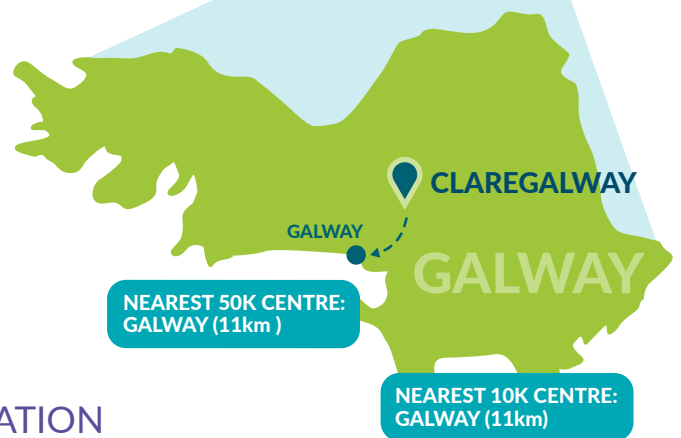 CLAREGALWAY
GALWAY
GALWAY
NEAREST 50K CENTRE:
GALWAY (11km )
NEAREST 10K CENTRE:
GALWAY (11km)
ATION